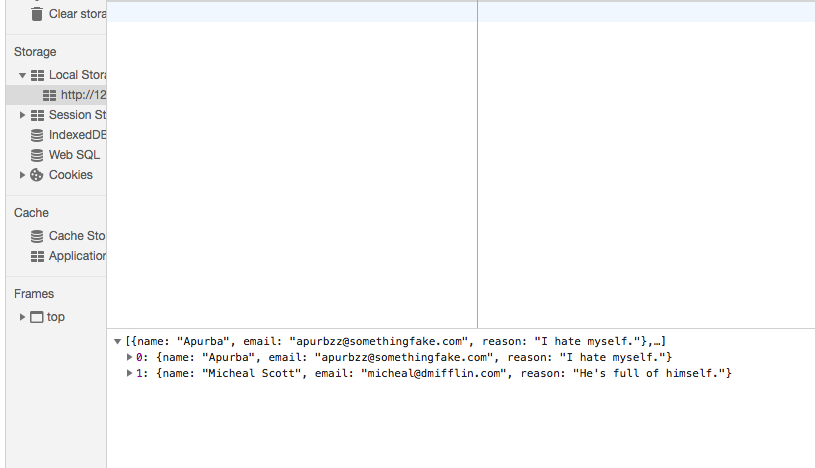 Clear stora
Storage
Local Stora
http://12
Session St
IndexedDB
Web SQL
Cookies
Cache
Cache Sto
Application
Frames
top
[{name: "Apurba", email: "apurbzz@somethingfake.com", reason: "I hate myself."},…]
0: {name: "Apurba", email: "apurbzz@somethingfake.com", reason: "I hate myself."}
1: {name: "Micheal Scott", email: "micheal@dmifflin.com", reason: "He's full of himself."}